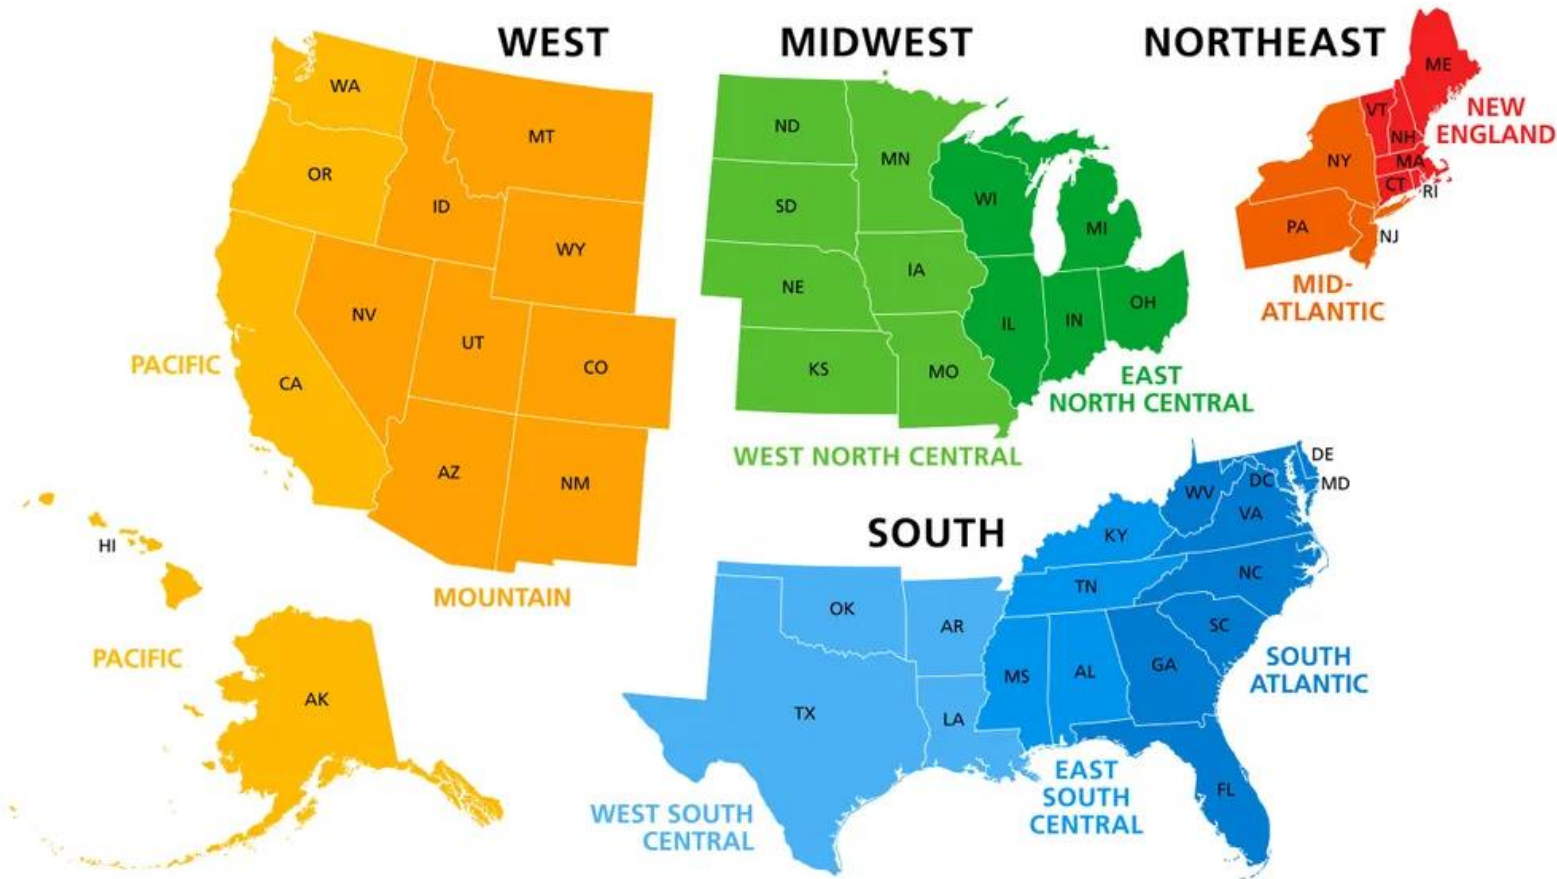 WEST
WA
MT
OR
ID
WY
NV
UT
CO
CA
AZ
NM
PACIFIC
MOUNTAIN
HI
PACIFIC
AK
MIDWEST
ND
MN
SD
WI
MI
IA
NE
OH
IL
IN
KS
MO
EAST
NORTH CENTRAL
WEST NORTH CENTRAL
NORTHEAST
ME
NEW
ENGLAND
VT
NH
NY
MA
CT
RI
PA
NJ
MID-
ATLANTIC
SOUTH
DE
MD
DC
WV
VA
KY
NC
TN
OK
AR
SC
GA
AL
MS
TX
LA
FL
SOUTH
ATLANTIC
EAST
SOUTH
CENTRAL
WEST SOUTH
CENTRAL